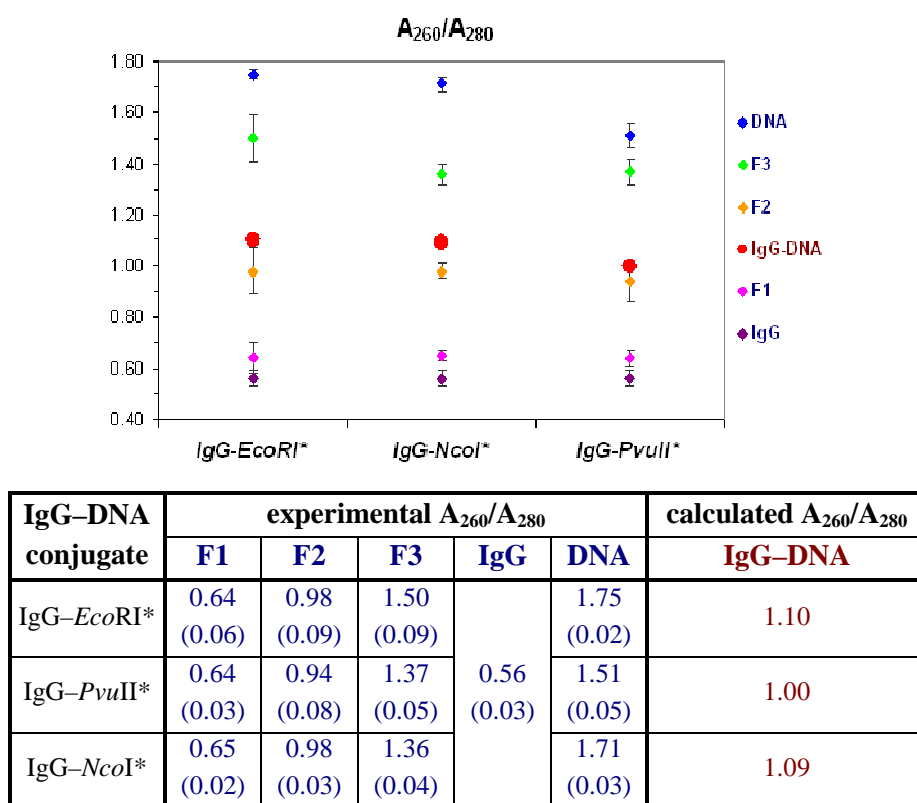 A260/A280
1.80
1.60
1.40
1.20
1.00
0.80
0.60
0.40
IgG-EcoRI* IgG-NcoI* IgG-PvuII*
DNA
F3
F2
IgG-DNA
F1
IgG
IgG–DNA conjugate experimental A260/A280 calculated A260/A280
F1 F2 F3 IgG DNA IgG–DNA
IgG–EcoRI* 0.64 0.98 1.50 1.75 1.10
(0.06) (0.09) (0.09) (0.02)
IgG–PvuII* 0.64 0.94 1.37 0.56 1.51 1.00
(0.03) (0.08) (0.05) (0.03) (0.05)
IgG–NcoI* 0.65 0.98 1.36 1.71 1.09
(0.02) (0.03) (0.04) (0.03)